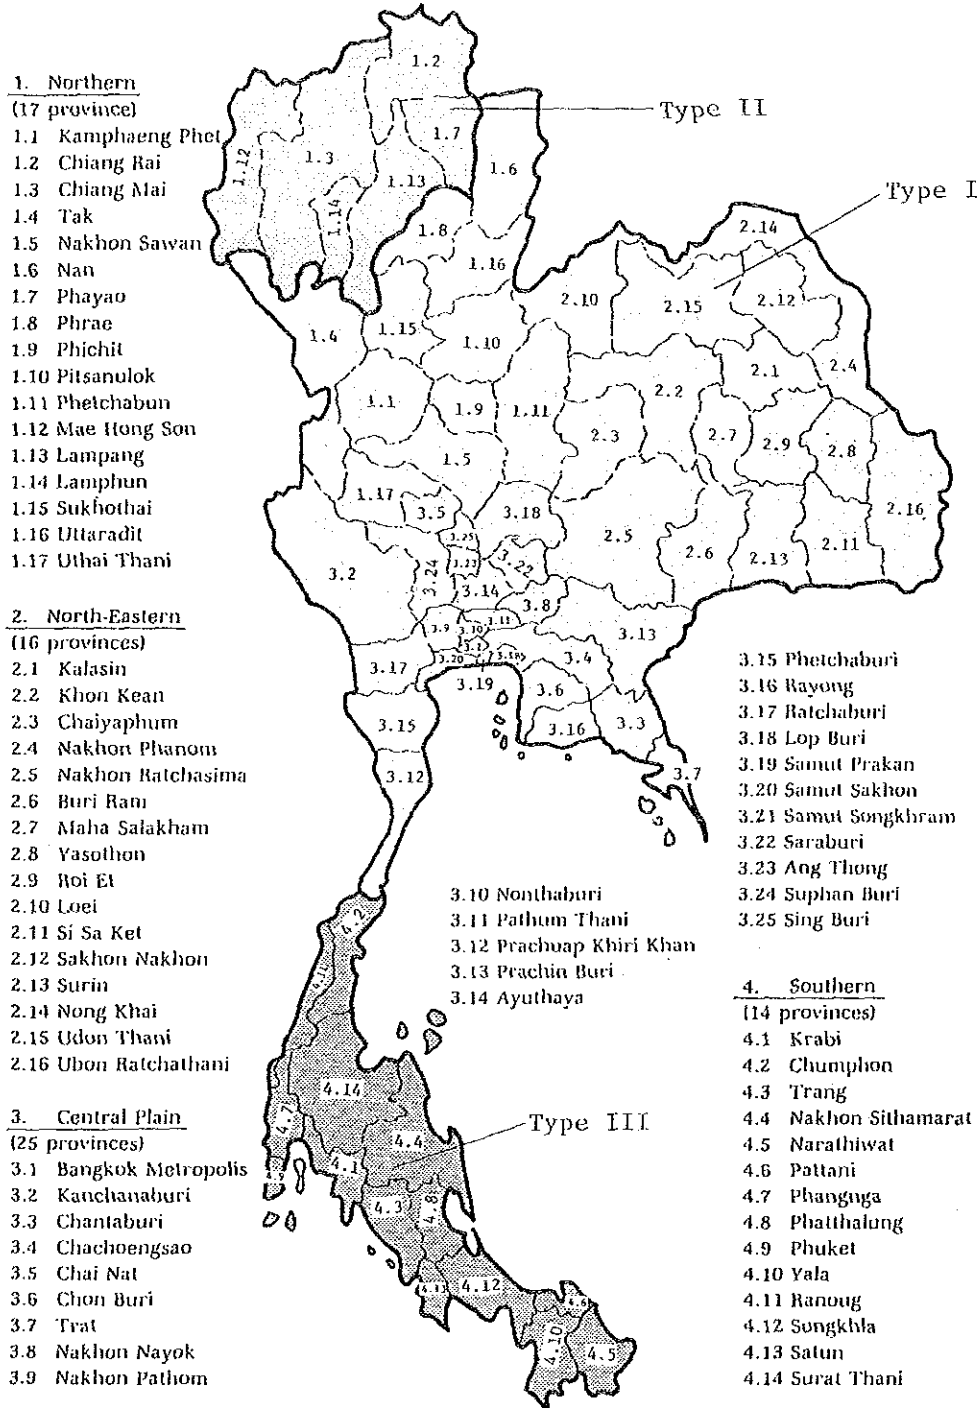 1. Northern
(17 province)
1.1 Kamphaeng Phet
1.2 Chiang Rai
1.3 Chiang Mai
1.4 Tak
1.5 Nakhon Sawan
1.6 Nan
1.7 Phayao
1.8 Phrae
1.9 Phichit
1.10 Pitsanulok
1.11 Phetchabun
1.12 Mae Hong Son
1.13 Lampang
1.14 Lamphun
1.15 Sukhothai
1.16 Uttaradit
1.17 Uthai Thani
2. North-Eastern
(16 provinces)
2.1 Kalasin
2.2 Khon Kean
2.3 Chaiyaphum
2.4 Nakhon Phanom
2.5 Nakhon Ratchasima
2.6 Buri Ram
2.7 Maha Salakham
2.8 Yasothon
2.9 Roi Et
2.10 Loei
2.11 Si Sa Ket
2.12 Sakhon Nakhon
2.13 Surin
2.14 Nong Khai
2.15 Udon Thani
2.16 Ubon Ratchathani
3. Central Plain
(25 provinces)
3.1 Bangkok Metropolis
3.2 Kanchanaburi
3.3 Chantaburi
3.4 Chachoengsao
3.5 Chai Nat
3.6 Chon Buri
3.7 Trat
3.8 Nakhon Nayok
3.9 Nakhon Pathom
3.10 Nonthaburi
3.11 Pathum Thani
3.12 Prachuap Khiri Khan
3.13 Prachin Buri
3.14 Ayuthaya
3.15 Phetchaburi
3.16 Rayong
3.17 Ratchaburi
3.18 Lop Buri
3.19 Samut Prakan
3.20 Samut Sakhon
3.21 Samut Songkhram
3.22 Saraburi
3.23 Ang Thong
3.24 Suphan Buri
3.25 Sing Buri
4. Southern
(14 provinces)
4.1 Krabi
4.2 Chumphon
4.3 Trang
4.4 Nakhon Sithamarat
4.5 Narathiwat
4.6 Pattani
4.7 Phangnga
4.8 Phatthalung
4.9 Phuket
4.10 Yala
4.11 Ranoug
4.12 Songkhla
4.13 Satun
4.14 Surat Thani
Type II
Type I
Type III
1.2
1.7
1.12
1.3
1.6
1.13
1.14
1.8
1.16
2.14
2.10
2.15
2.12
1.4
1.15
1.10
2.1
2.4
2.2
1.1
1.9
1.11
2.3
2.7
2.9
2.8
1.5
1.17
3.5
3.18
2.5
2.16
3.25
2.6
2.13
2.11
3.2
3.24
3.23
3.22
3.14
3.8
3.9
3.10
3.11
3.13
3.1
3.4
3.17
3.20
3.19
3.6
3.15
3.16
3.3
3.12
3.7
4.2
4.11
4.14
4.7
4.4
4.1
4.9
4.3
4.8
4.13
4.12
4.6
4.10
4.5